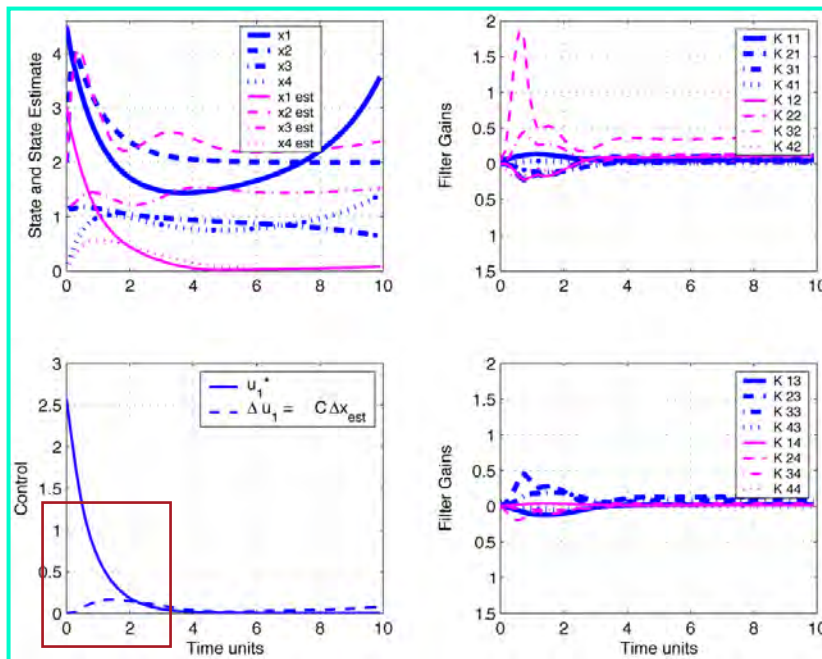 State and State Estimate
4
3
2
1
0
0
2
4
6
8
10
x1
x2
x3
x4
x1 est
x2 est
x3 est
x4 est
Filter Gains
2
1.5
1
0.5
0
0.5
1
1.5
0
2
4
6
8
10
K 11
K 21
K 31
K 41
K 12
K 22
K 32
K 42
Control
3
2.5
2
1.5
1
0.5
0
0
2
4
6
8
10
Time units
u₁*
Δ u₁ = C Δx_est
Filter Gains
2
1.5
1
0.5
0
0.5
1
1.5
0
2
4
6
8
10
Time units
K 13
K 23
K 33
K 43
K 14
K 24
K 34
K 44